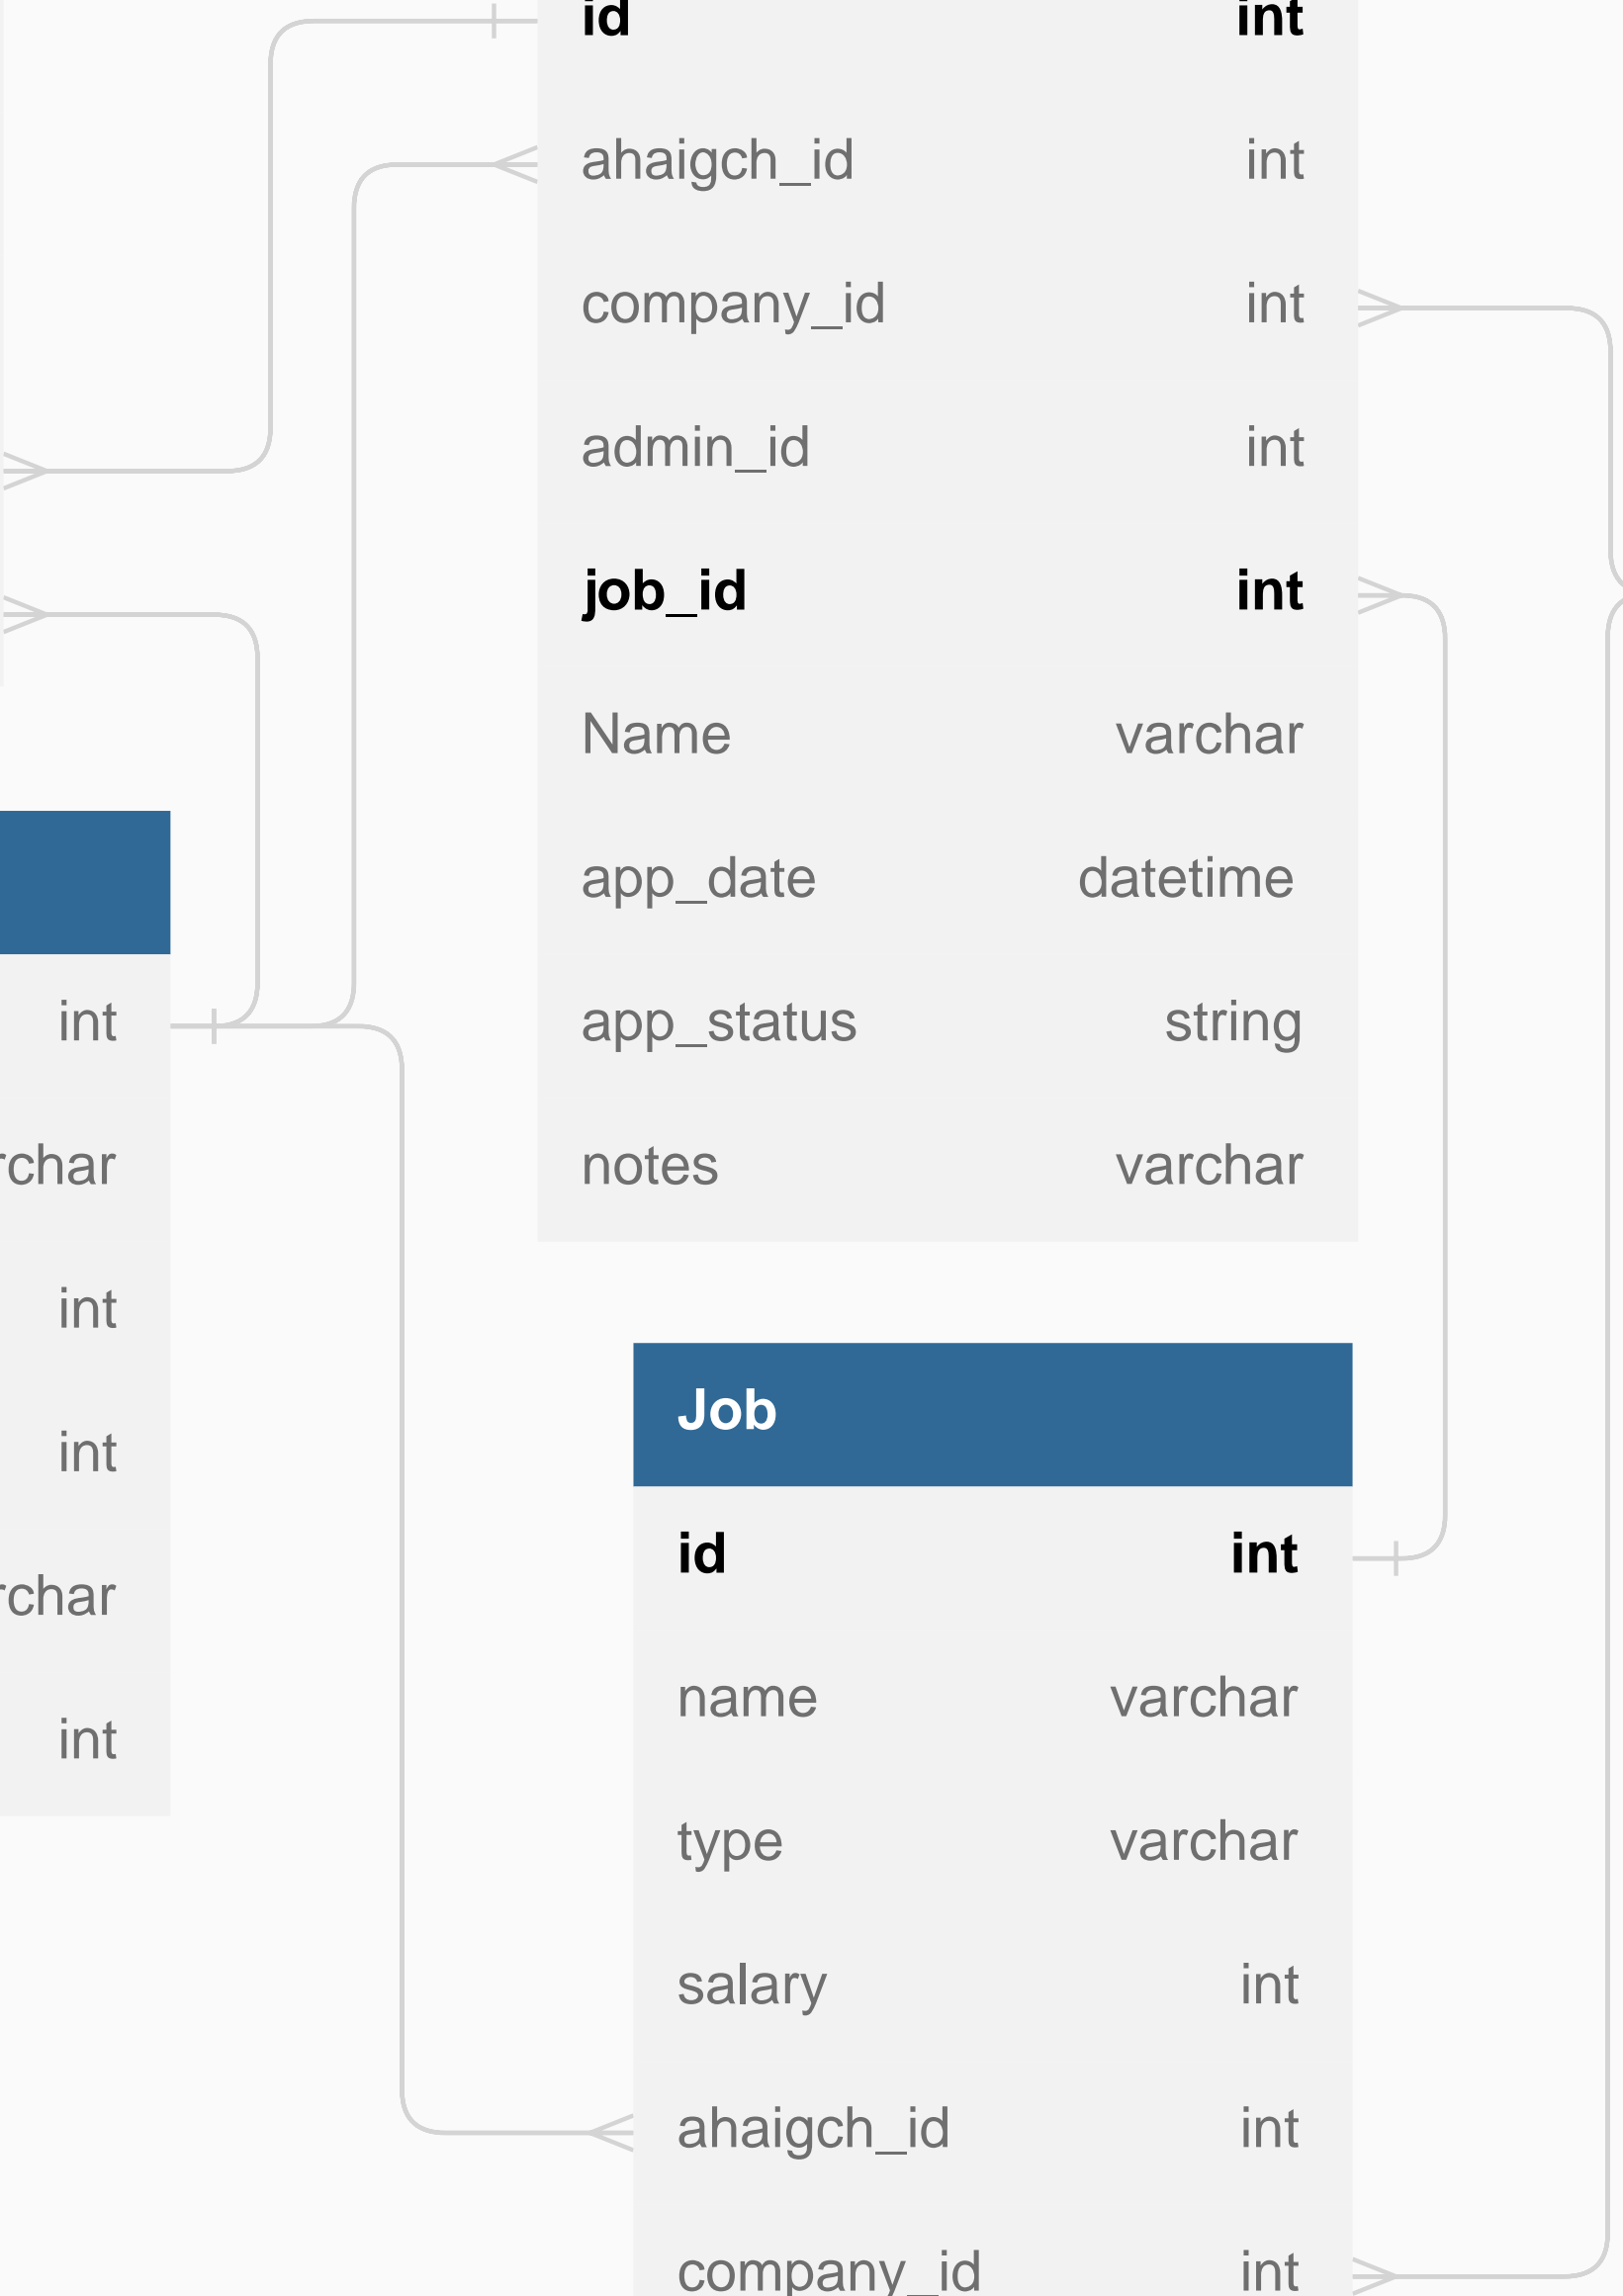 id int
ahaigch_id int
company_id int
admin_id int
job_id int
Name varchar
app_date datetime
app_status string
notes varchar
int
rchar
int
int
rchar
int
Job
id int
name varchar
type varchar
salary int
ahaigch_id int
company_id int